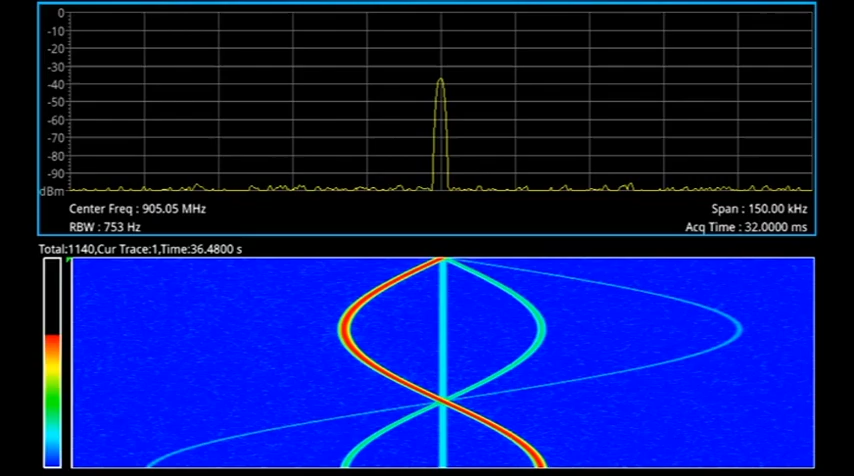 0
-10
-20
-30
-40
-50
-60
-70
-80
-90
dBm
Center Freq : 905.05 MHz Span : 150.00 kHz
RBW : 753 Hz Acq Time : 32.0000 ms
Total:1140,Cur Trace:1,Time:36.4800 s